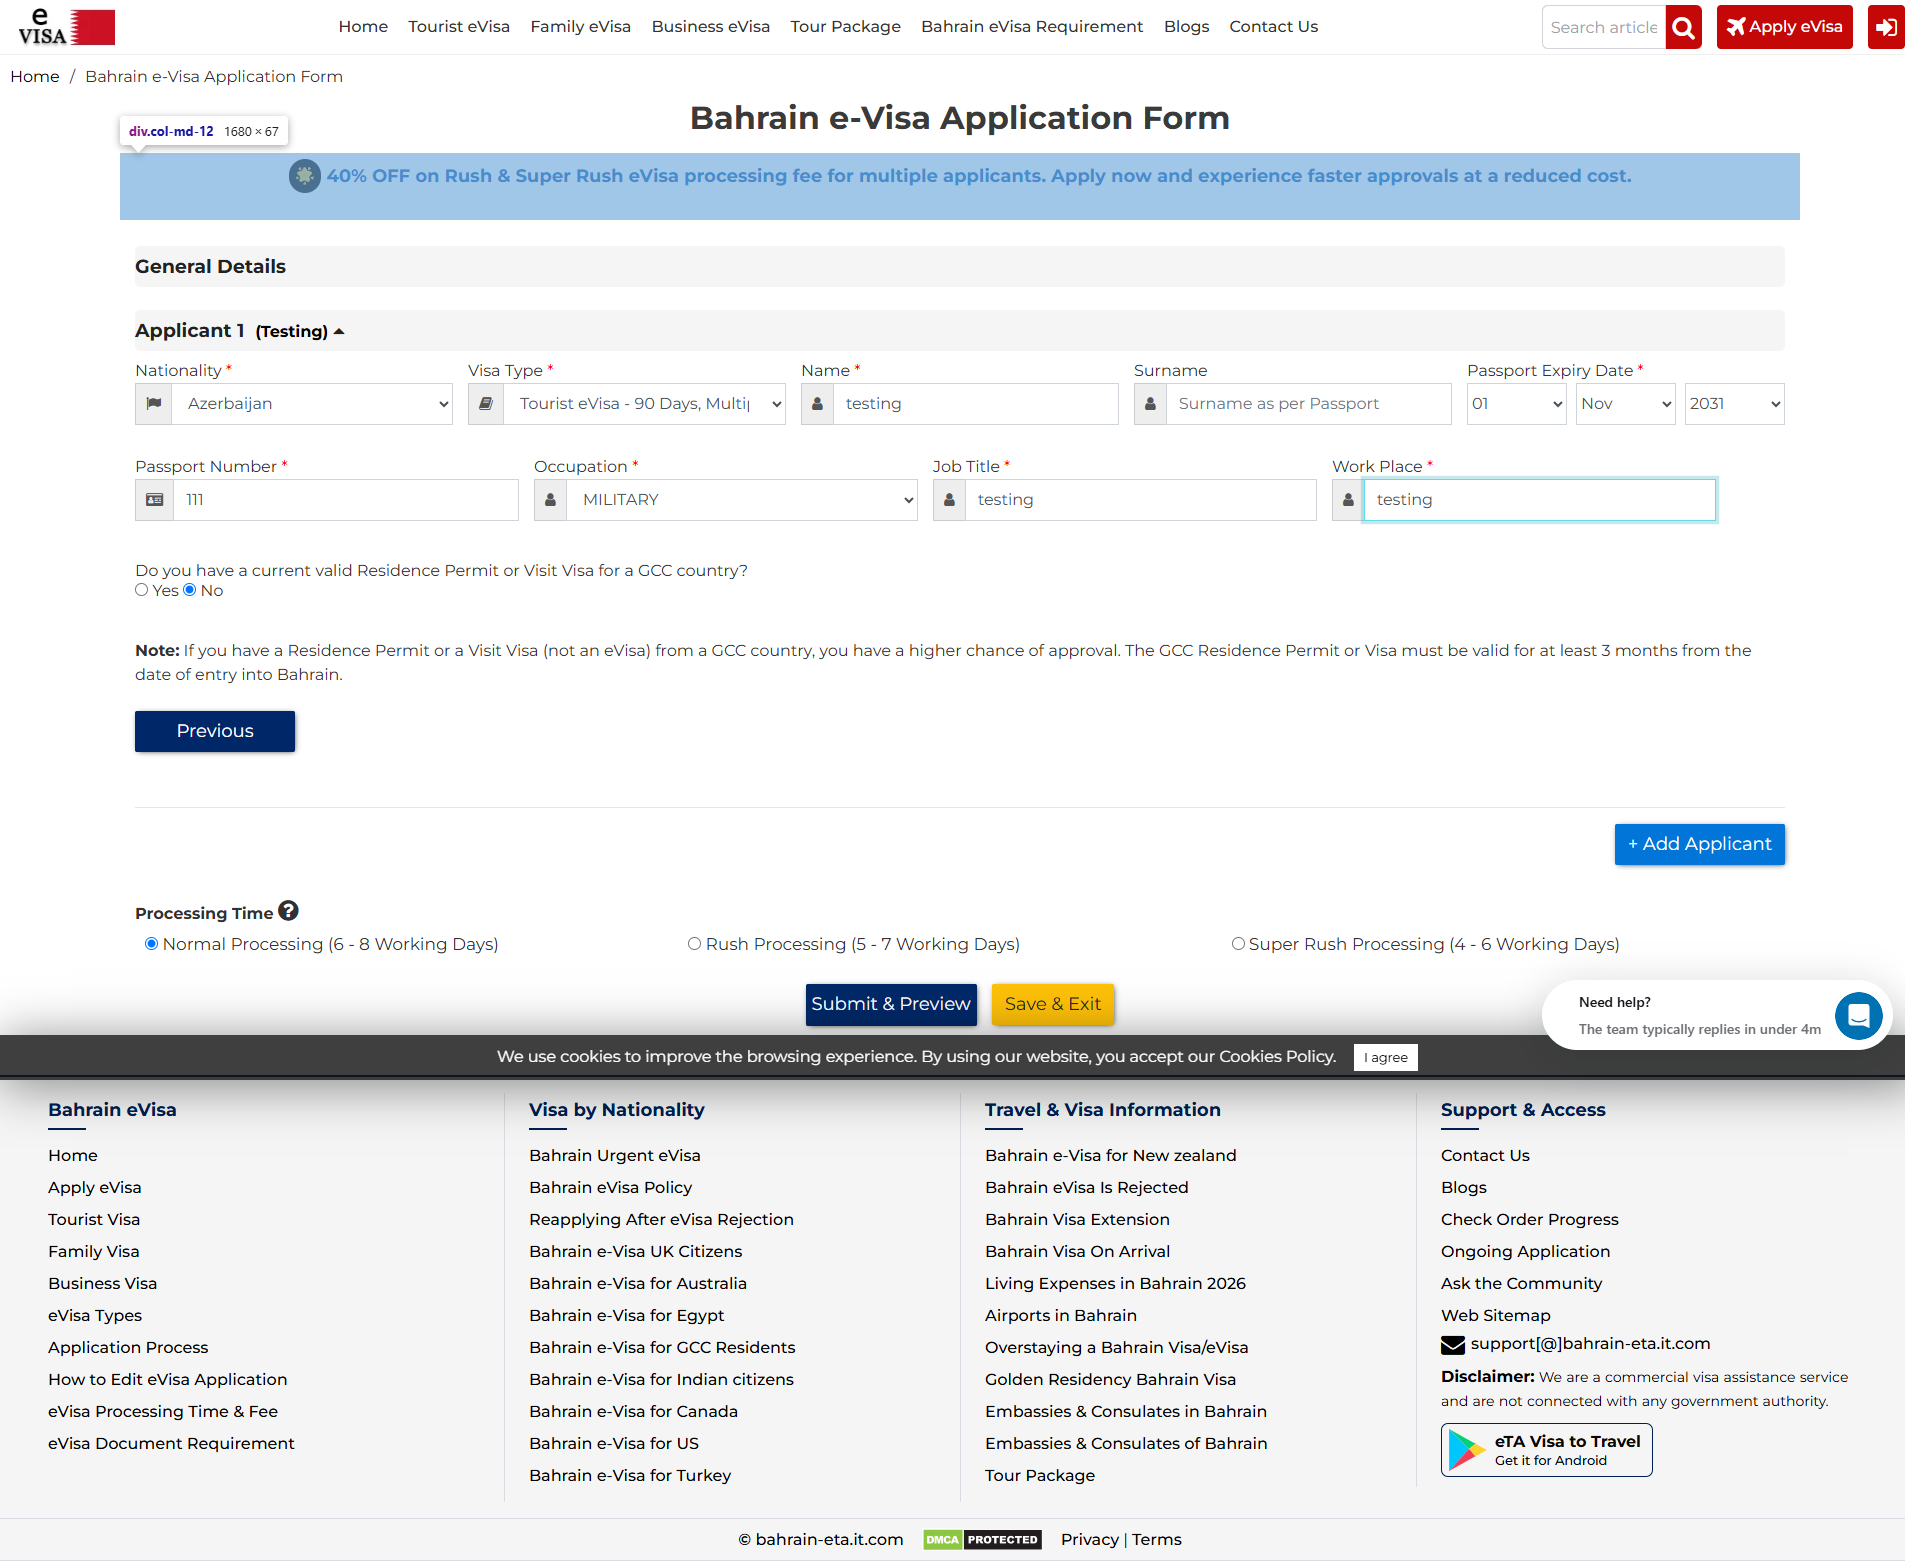 e
VISA
Home Tourist eVisa Family eVisa Business eVisa Tour Package Bahrain eVisa Requirement Blogs Contact Us
Search article
Apply eVisa
Home / Bahrain e-Visa Application Form
Bahrain e-Visa Application Form
div.col-md-12 1680 × 67
40% OFF on Rush & Super Rush eVisa processing fee for multiple applicants. Apply now and experience faster approvals at a reduced cost.
General Details
Applicant 1 (Testing)
Nationality * Visa Type * Name * Surname Passport Expiry Date *
Azerbaijan Tourist eVisa - 90 Days, Multip testing Surname as per Passport 01 Nov 2031
Passport Number * Occupation * Job Title * Work Place *
111 MILITARY testing testing
Do you have a current valid Residence Permit or Visit Visa for a GCC country?
Yes No
Note: If you have a Residence Permit or a Visit Visa (not an eVisa) from a GCC country, you have a higher chance of approval. The GCC Residence Permit or Visa must be valid for at least 3 months from the
date of entry into Bahrain.
Previous
+ Add Applicant
Processing Time ?
Normal Processing (6 - 8 Working Days) Rush Processing (5 - 7 Working Days) Super Rush Processing (4 - 6 Working Days)
Submit & Preview Save & Exit
Need help?
The team typically replies in under 4m
We use cookies to improve the browsing experience. By using our website, you accept our Cookies Policy. I agree
Bahrain eVisa
Home
Apply eVisa
Tourist Visa
Family Visa
Business Visa
eVisa Types
Application Process
How to Edit eVisa Application
eVisa Processing Time & Fee
eVisa Document Requirement
Visa by Nationality
Bahrain Urgent eVisa
Bahrain eVisa Policy
Reapplying After eVisa Rejection
Bahrain e-Visa UK Citizens
Bahrain e-Visa for Australia
Bahrain e-Visa for Egypt
Bahrain e-Visa for GCC Residents
Bahrain e-Visa for Indian citizens
Bahrain e-Visa for Canada
Bahrain e-Visa for US
Bahrain e-Visa for Turkey
Travel & Visa Information
Bahrain e-Visa for New zealand
Bahrain eVisa Is Rejected
Bahrain Visa Extension
Bahrain Visa On Arrival
Living Expenses in Bahrain 2026
Airports in Bahrain
Overstaying a Bahrain Visa/eVisa
Golden Residency Bahrain Visa
Embassies & Consulates in Bahrain
Embassies & Consulates of Bahrain
Tour Package
Support & Access
Contact Us
Blogs
Check Order Progress
Ongoing Application
Ask the Community
Web Sitemap
support[@]bahrain-eta.it.com
Disclaimer: We are a commercial visa assistance service
and are not connected with any government authority.
eTA Visa to Travel
Get it for Android
© bahrain-eta.it.com DMCA PROTECTED Privacy | Terms